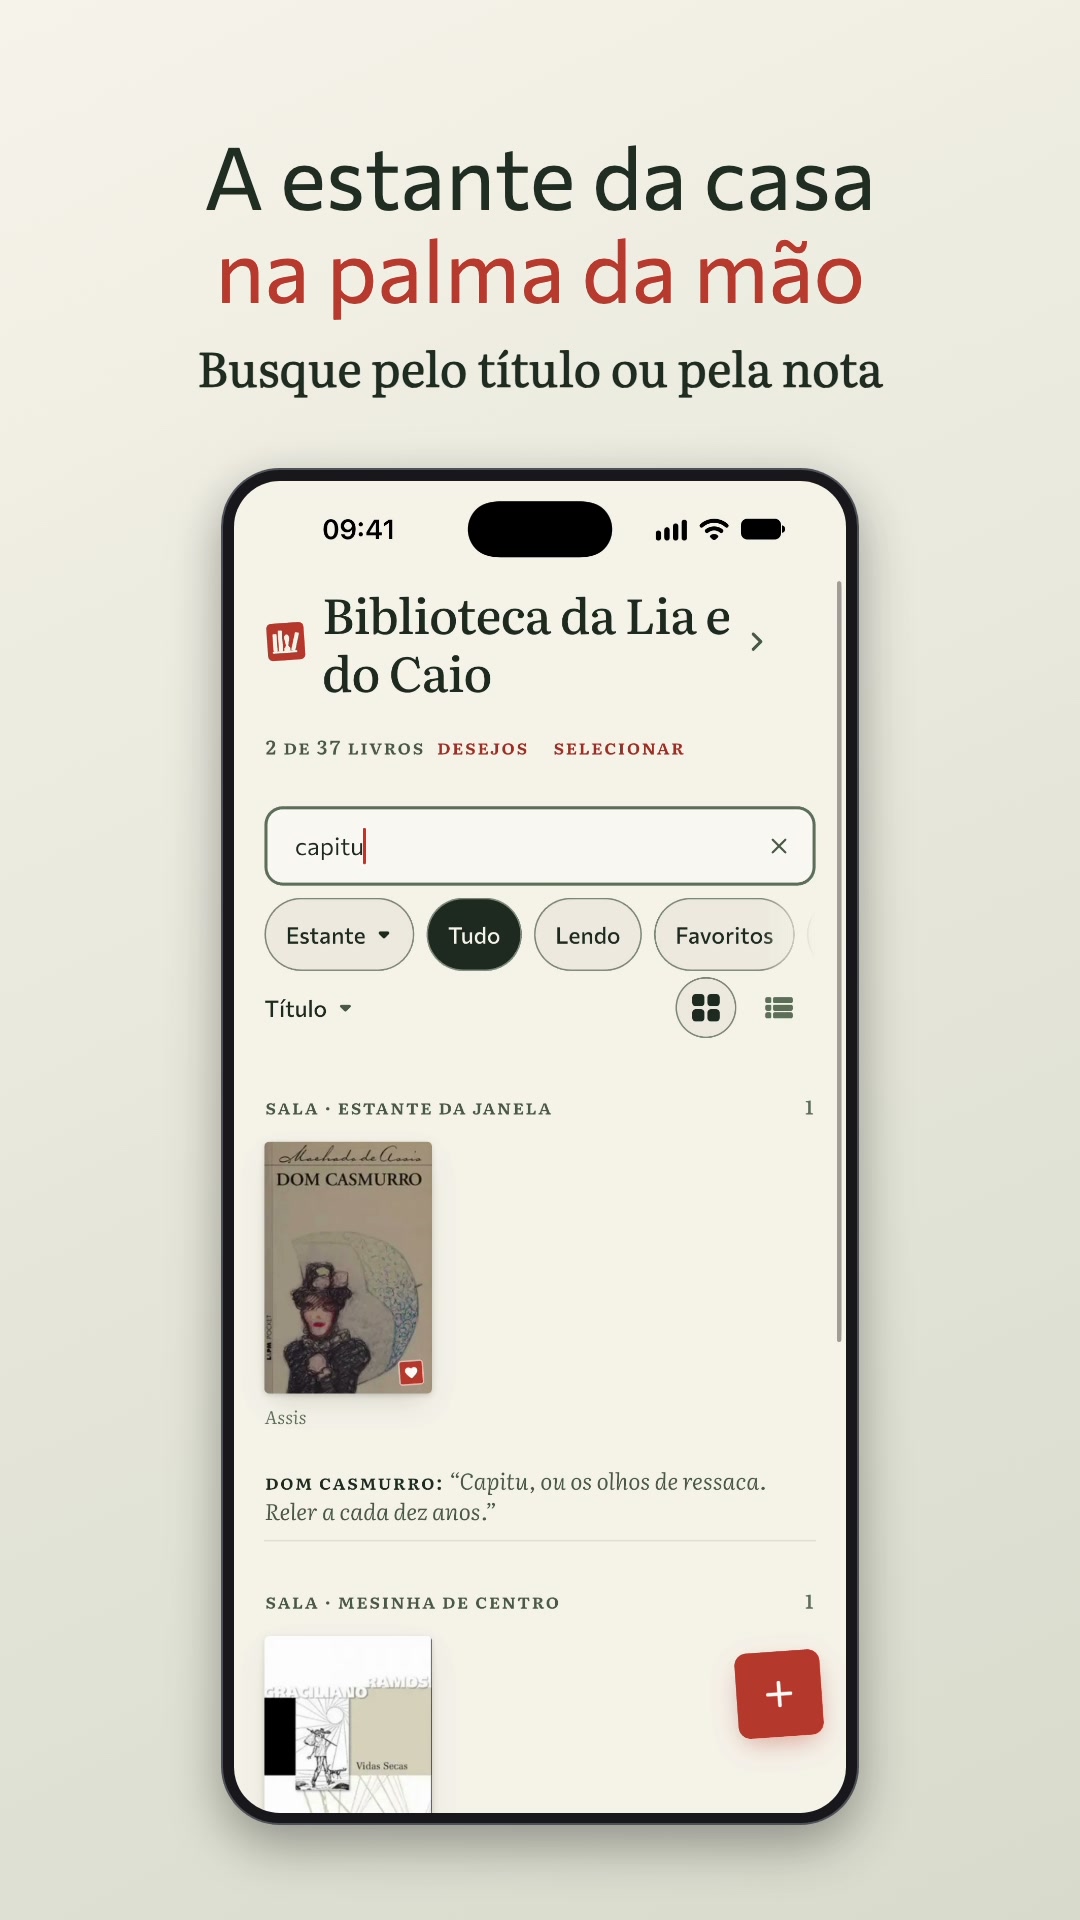 A estante da casa
na palma da mão
Busque pelo título ou pela nota
09:41
Biblioteca da Lia e
do Caio
2 DE 37 LIVROS DESEJOS SELECIONAR
capitu
Estante Tudo Lendo Favoritos
Título
SALA · ESTANTE DA JANELA 1
Machado de Assis
DOM CASMURRO
L&PM POCKET
Assis
DOM CASMURRO: “Capitu, ou os olhos de ressaca.
Reler a cada dez anos.”
SALA · MESINHA DE CENTRO 1
GRACILIANO RAMOS
Vidas Secas